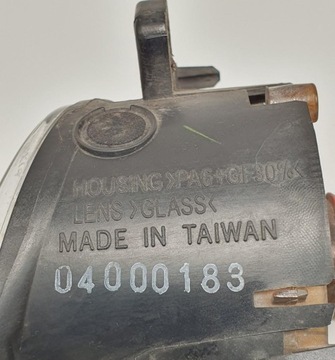 HOUSING >PA6+GF30%<
LENS >GLASS<
MADE IN TAIWAN
04000183